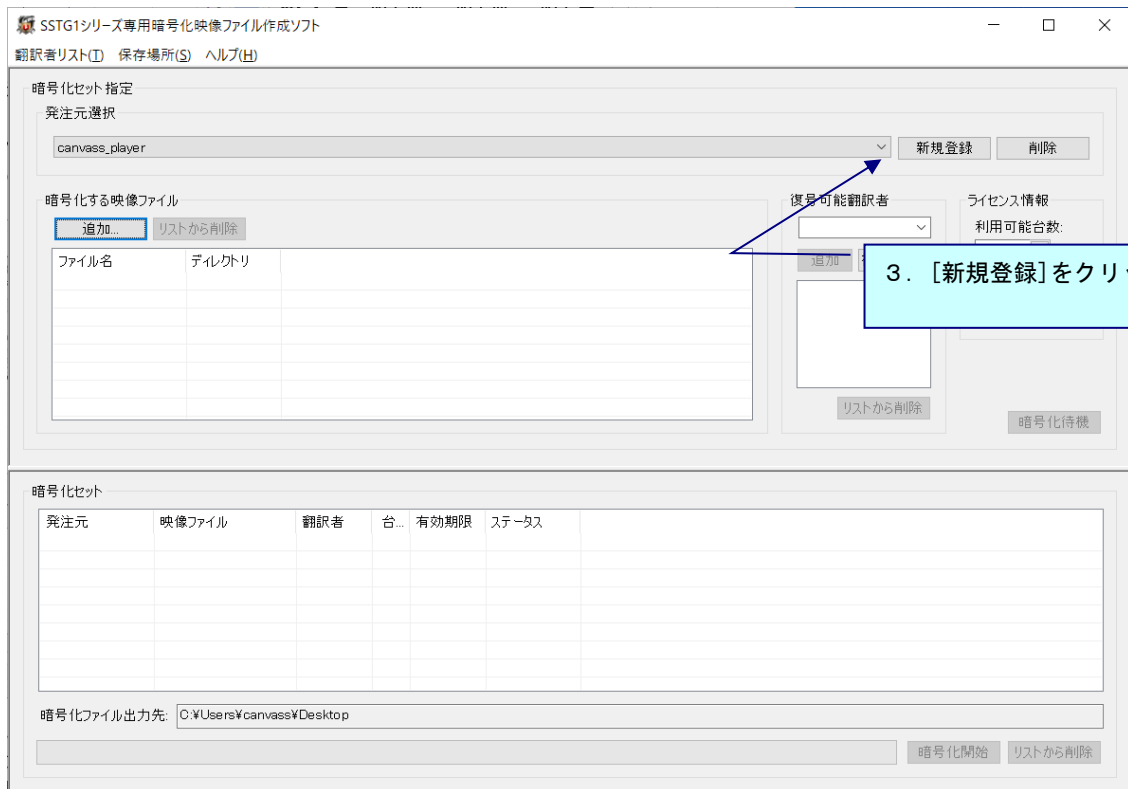 SSTG1シリーズ専用暗号化映像ファイル作成ソフト
翻訳者リスト(T) 保存場所(S) ヘルプ(H)
暗号化セット指定
発注元選択
canvass_player
新規登録 削除
暗号化する映像ファイル
追加... リストから削除
ファイル名 ディレクトリ
復号可能翻訳者
追加
リストから削除
ライセンス情報
利用可能台数:
3. [新規登録]をクリッ
暗号化待機
暗号化セット
発注元 映像ファイル 翻訳者 台... 有効期限 ステータス
暗号化ファイル出力先: C:¥Users¥canvass¥Desktop
暗号化開始 リストから削除